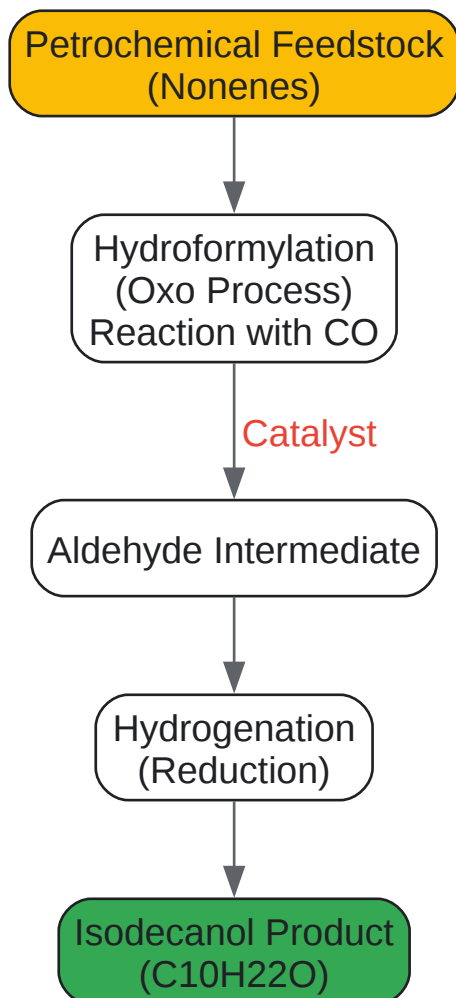 Petrochemical Feedstock
(Nonenes)
Hydroformylation
(Oxo Process)
Reaction with CO
Catalyst
Aldehyde Intermediate
Hydrogenation
(Reduction)
Isodecanol Product
(C10H22O)